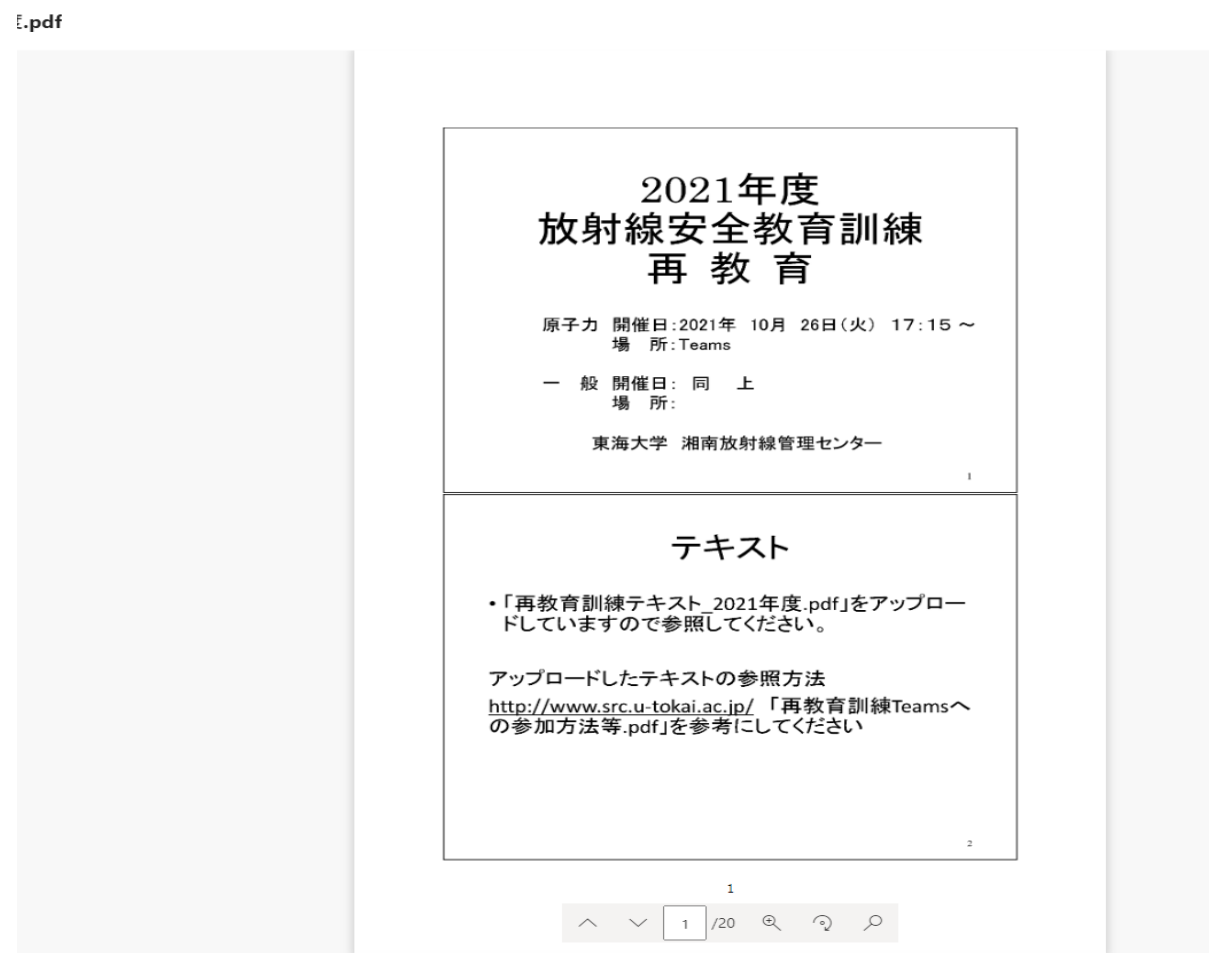 .pdf
2021年度
放射線安全教育訓練
再 教 育
原子力 開催日:2021年 10月 26日(火) 17:15 ~
場 所:Teams
一 般 開催日: 同 上
場 所:
東海大学 湘南放射線管理センター
1
テキスト
• 「再教育訓練テキスト_2021年度.pdf」をアップロー
ドしていますので参照してください。
アップロードしたテキストの参照方法
http://www.src.u-tokai.ac.jp/ 「再教育訓練Teamsへ
の参加方法等.pdf」を参考にしてください
2
1
1 /20